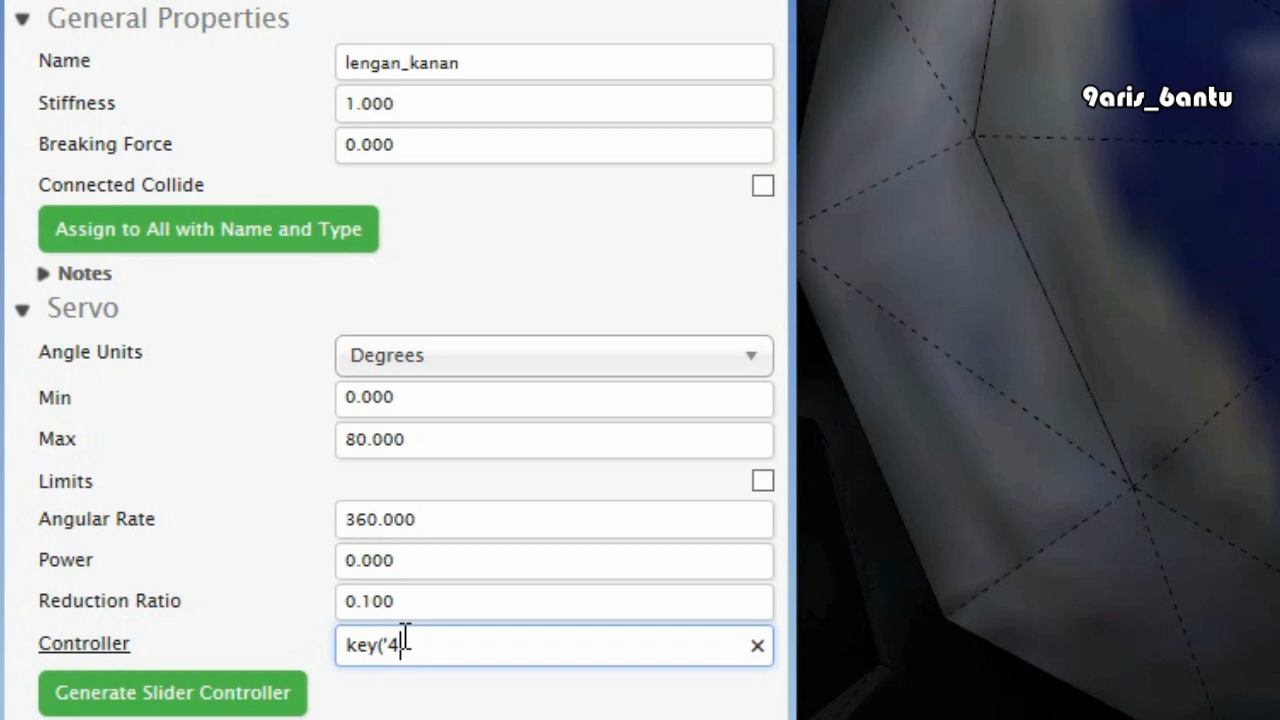 General Properties
Name lengan_kanan
Stiffness 1.000
Breaking Force 0.000
Connected Collide
Assign to All with Name and Type
Notes
Servo
Angle Units Degrees
Min 0.000
Max 80.000
Limits
Angular Rate 360.000
Power 0.000
Reduction Ratio 0.100
Controller key('4
Generate Slider Controller
9aris_6antu